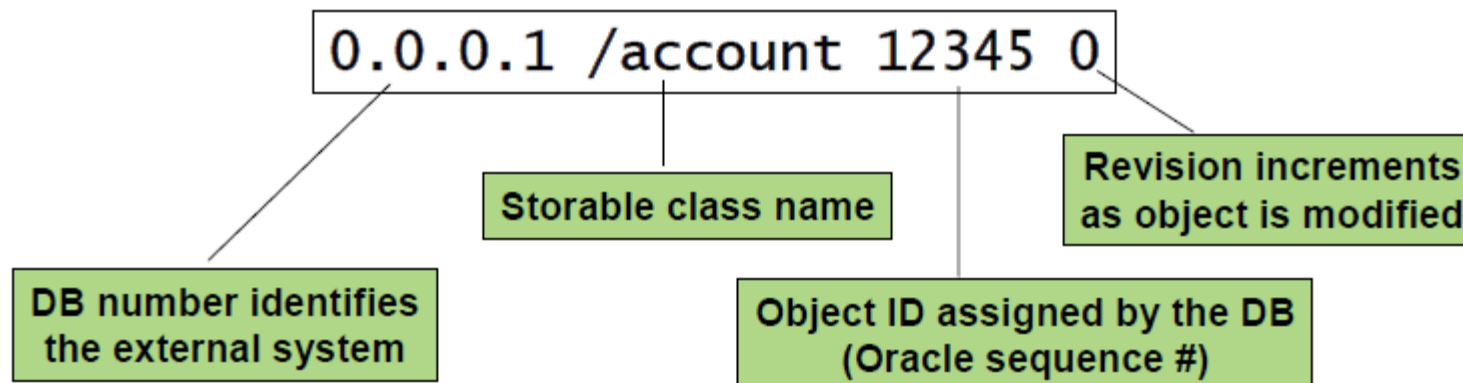 0.0.0.1 /account 12345 0
Revision increments
as object is modified
Storable class name
DB number identifies
the external system
Object ID assigned by the DB
(Oracle sequence #)